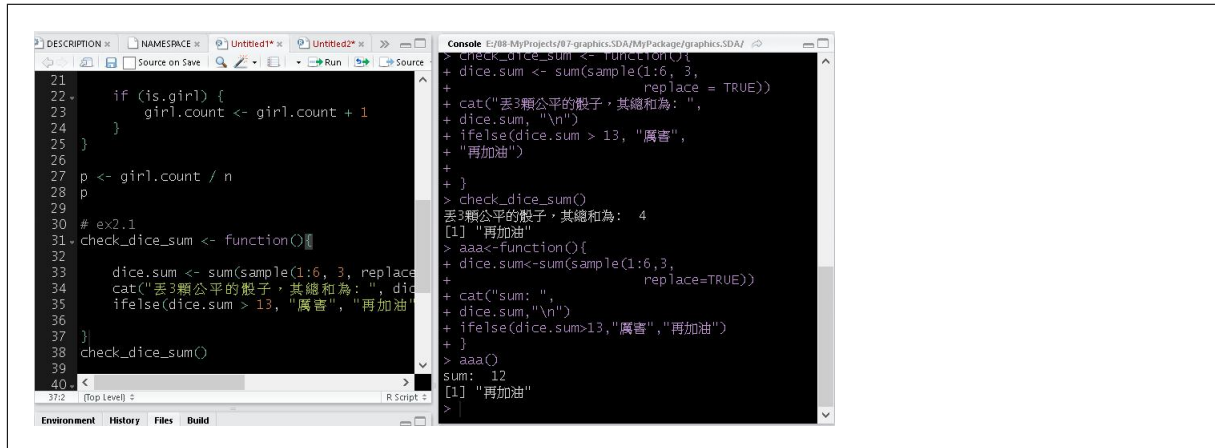 DESCRIPTION × NAMESPACE × Untitled1* × Untitled2* ×
Source on Save Run Source
21
22 if (is.girl) {
23 girl.count <- girl.count + 1
24 }
25 }
26
27 p <- girl.count / n
28 p
29
30 # ex2.1
31 check_dice_sum <- function(){
32
33 dice.sum <- sum(sample(1:6, 3, replace
34 cat("丟3顆公平的骰子，其總和為: ", dic
35 ifelse(dice.sum > 13, "厲害", "再加油"
36
37 }
38 check_dice_sum()
39
40
37:2 (Top Level) R Script
Environment History Files Build
Console E:/08-MyProjects/07-graphics.SDA/MyPackage/graphics.SDA/
> check_dice_sum <- function(){
+ dice.sum <- sum(sample(1:6, 3,
+ replace = TRUE))
+ cat("丟3顆公平的骰子，其總和為: ",
+ dice.sum, "\n")
+ ifelse(dice.sum > 13, "厲害",
+ "再加油")
+
+ }
> check_dice_sum()
丟3顆公平的骰子，其總和為:  4
[1] "再加油"
> aaa<-function(){
+ dice.sum<-sum(sample(1:6,3,
+ replace=TRUE))
+ cat("sum: ",
+ dice.sum,"\n")
+ ifelse(dice.sum>13,"厲害","再加油")
+ }
> aaa()
sum:  12
[1] "再加油"
>